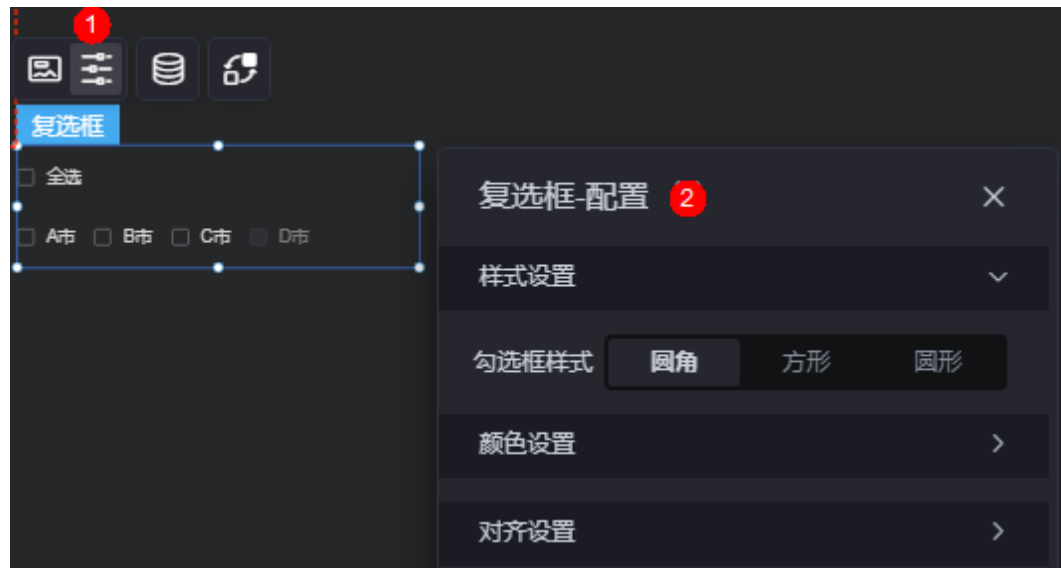 1
复选框
全选
A市 B市 C市 D市
复选框-配置 2
样式设置
勾选框样式 圆角 方形 圆形
颜色设置
对齐设置